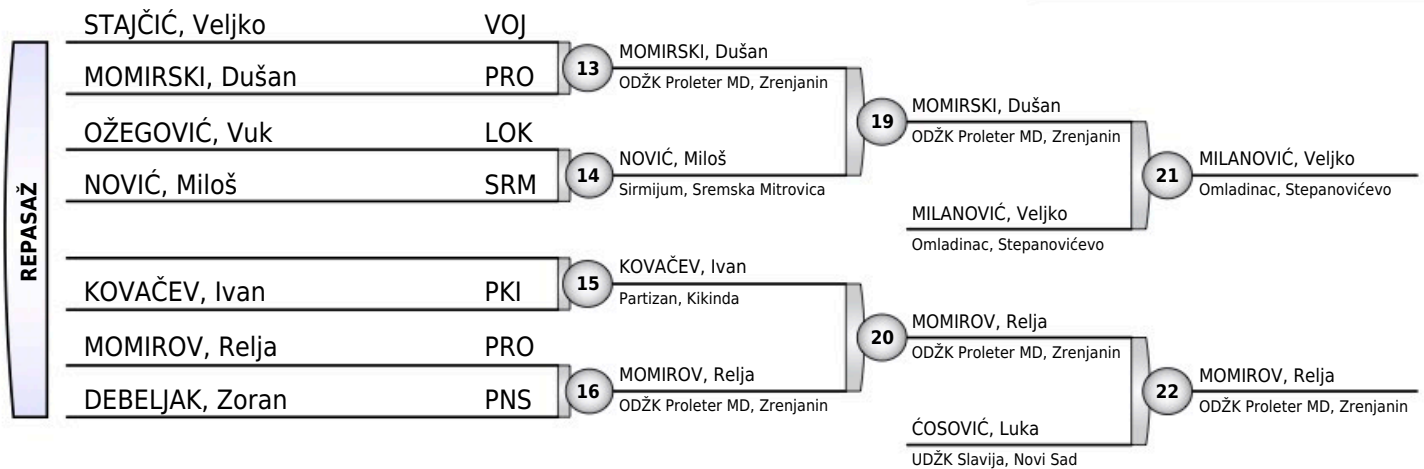 REPASAŽ
STAJČIĆ, Veljko VOJ
MOMIRSKI, Dušan PRO
OŽEGOVIĆ, Vuk LOK
NOVIĆ, Miloš SRM
KOVAČEV, Ivan PKI
MOMIROV, Relja PRO
DEBELJAK, Zoran PNS
13
MOMIRSKI, Dušan
ODŽK Proleter MD, Zrenjanin
14
NOVIĆ, Miloš
Sirmijum, Sremska Mitrovica
15
KOVAČEV, Ivan
Partizan, Kikinda
16
MOMIROV, Relja
ODŽK Proleter MD, Zrenjanin
19
MOMIRSKI, Dušan
ODŽK Proleter MD, Zrenjanin
MILANOVIĆ, Veljko
Omladinac, Stepanovićevo
20
MOMIROV, Relja
ODŽK Proleter MD, Zrenjanin
ĆOSOVIĆ, Luka
UDŽK Slavija, Novi Sad
21
MILANOVIĆ, Veljko
Omladinac, Stepanovićevo
22
MOMIROV, Relja
ODŽK Proleter MD, Zrenjanin